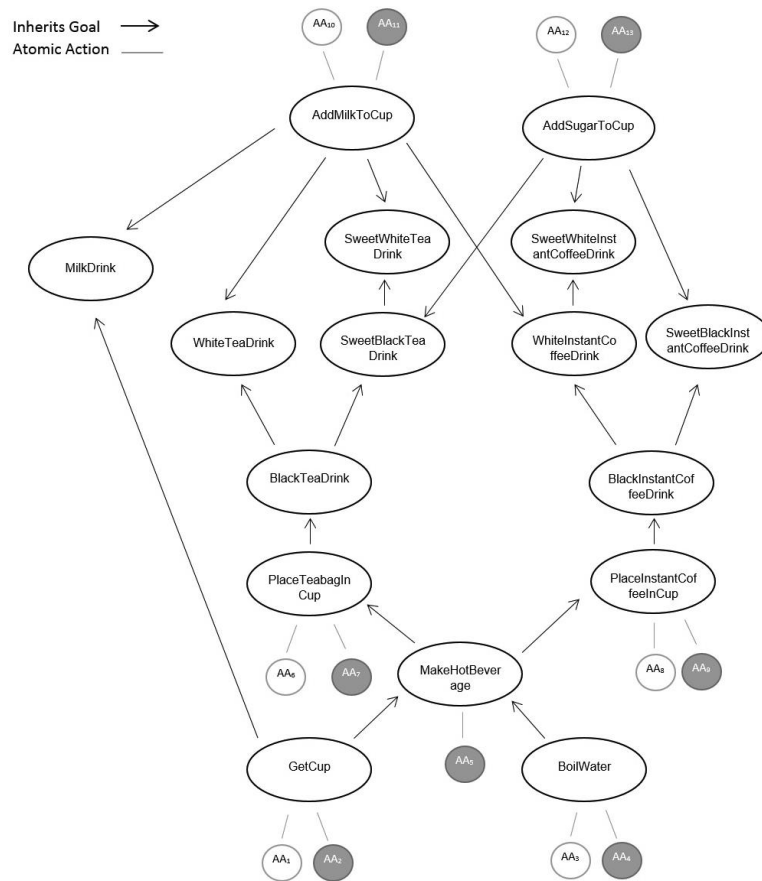 Inherits Goal
Atomic Action
AA₁₀
AA₁₁
AA₁₂
AA₁₃
AddMilkToCup
AddSugarToCup
SweetWhiteTea
Drink
SweetWhiteInst
antCoffeeDrink
MilkDrink
WhiteTeaDrink
SweetBlackTea
Drink
WhiteInstantCo
ffeeDrink
SweetBlackInst
antCoffeeDrink
BlackTeaDrink
BlackInstantCof
feeDrink
PlaceTeabagIn
Cup
PlaceInstantCof
feeInCup
AA₆
AA₇
MakeHotBever
age
AA₈
AA₉
GetCup
AA₅
BoilWater
AA₁
AA₂
AA₃
AA₄